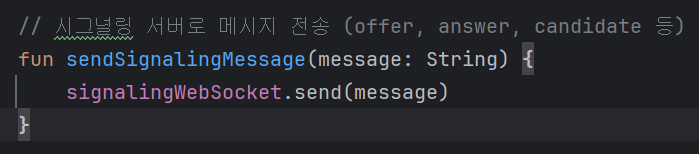 // 시그널링 서버로 메시지 전송 (offer, answer, candidate 등)
fun sendSignalingMessage(message: String) {
    signalingWebSocket.send(message)
}